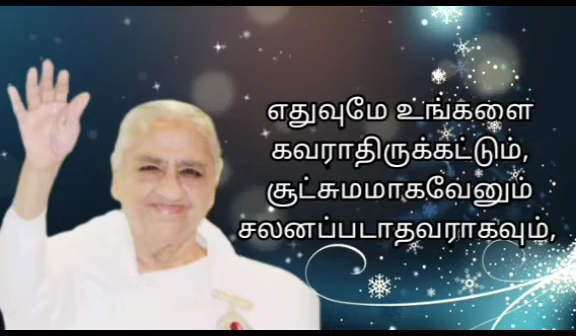 எதுவுமே உங்களை
கவராதிருக்கட்டும்,
சூட்சுமமாகவேனும்
சலனப்படாதவராகவும்,